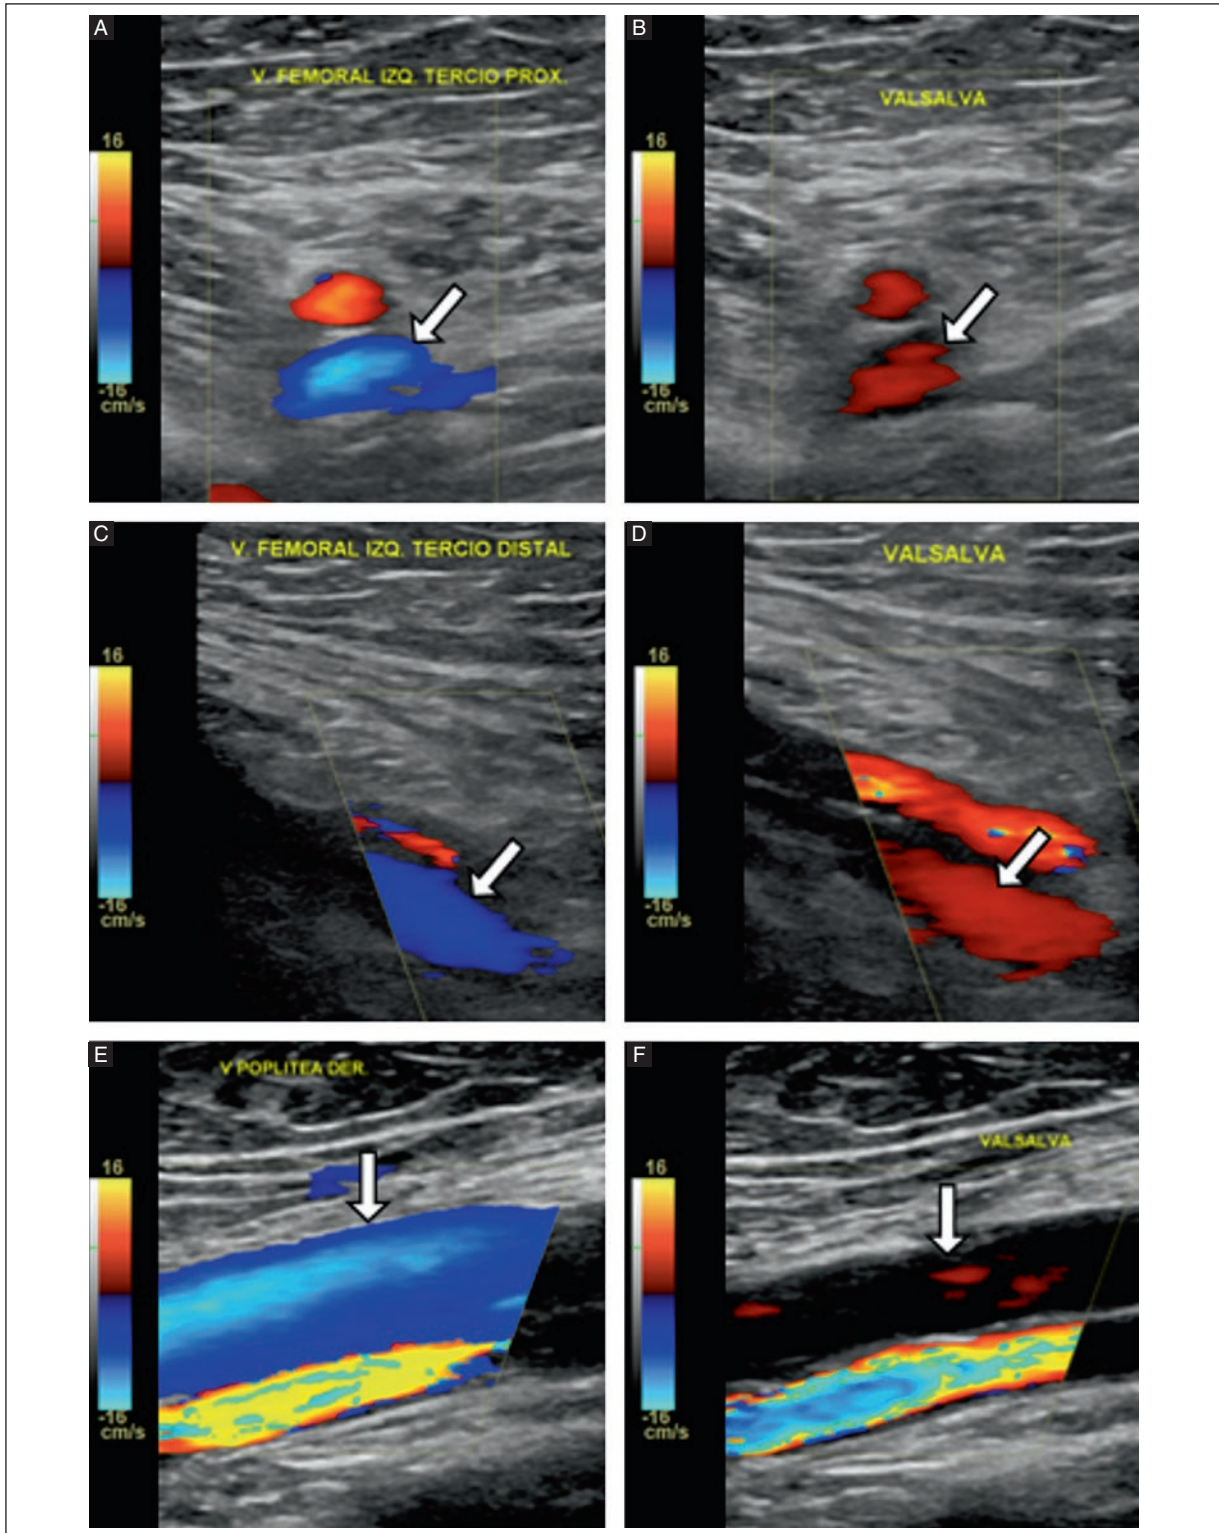 A
V. FEMORAL IZQ. TERCIO PROX.
16
-16
cm/s
B
VALSALVA
16
-16
cm/s
C
V. FEMORAL IZQ. TERCIO DISTAL
16
-16
cm/s
D
VALSALVA
16
-16
cm/s
E
V POPLITEA DER.
16
-16
cm/s
F
VALSALVA
16
-16
cm/s